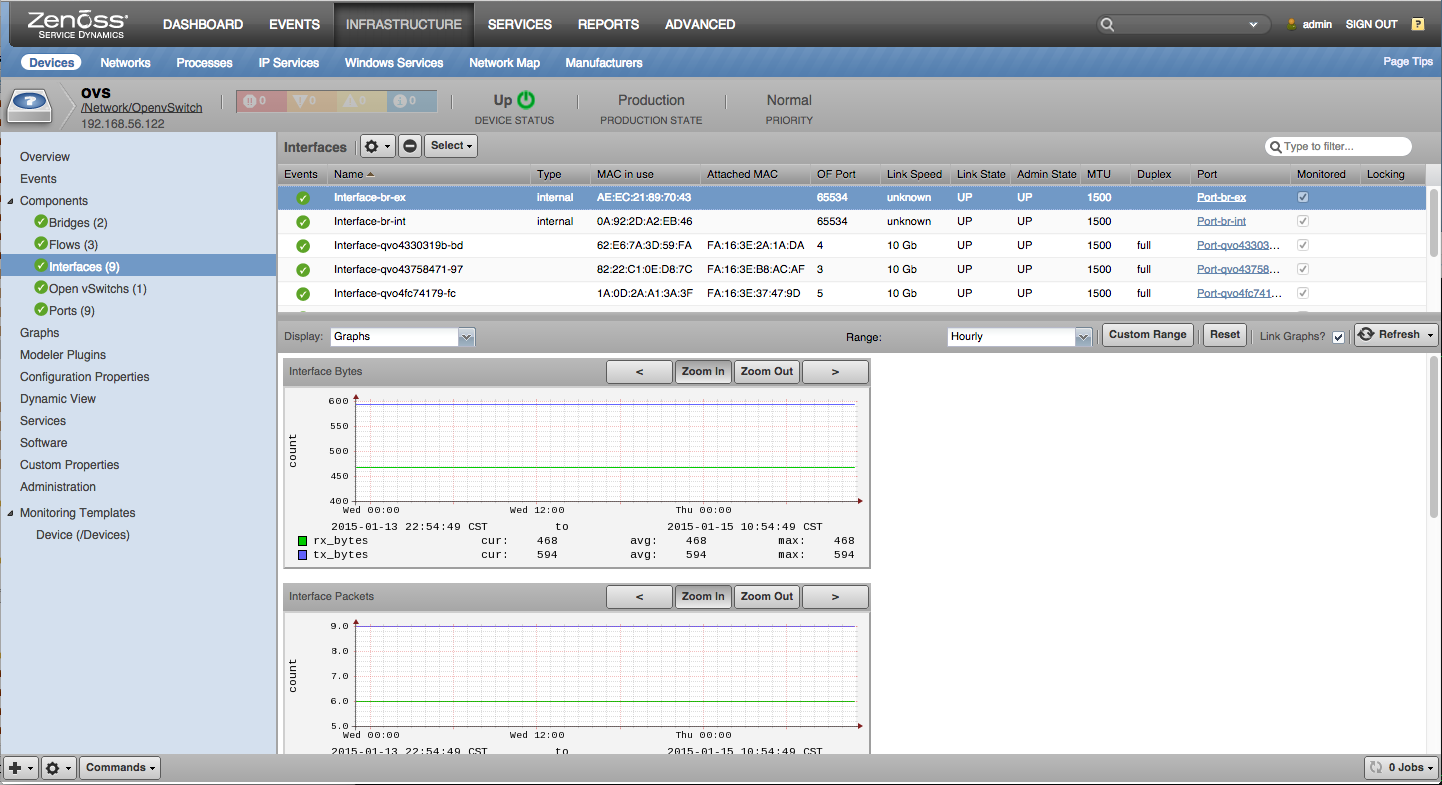 Zenoss SERVICE DYNAMICS DASHBOARD EVENTS INFRASTRUCTURE SERVICES REPORTS ADVANCED admin SIGN OUT ?
Devices Networks Processes IP Services Windows Services Network Map Manufacturers Page Tips
ovs
/Network/OpenvSwitch
192.168.56.122
0 0 0 0
Up
DEVICE STATUS
Production
PRODUCTION STATE
Normal
PRIORITY
Overview
Events
Components
Bridges (2)
Flows (3)
Interfaces (9)
Open vSwitchs (1)
Ports (9)
Graphs
Modeler Plugins
Configuration Properties
Dynamic View
Services
Software
Custom Properties
Administration
Monitoring Templates
Device (/Devices)
Interfaces Select Type to filter...
Events Name Type MAC in use Attached MAC OF Port Link Speed Link State Admin State MTU Duplex Port Monitored Locking
Interface-br-ex internal AE:EC:21:89:70:43 65534 unknown UP UP 1500 Port-br-ex
Interface-br-int internal 0A:92:2D:A2:EB:46 65534 unknown UP UP 1500 Port-br-int
Interface-qvo4330319b-bd 62:E6:7A:3D:59:FA FA:16:3E:2A:1A:DA 4 10 Gb UP UP 1500 full Port-qvo43303...
Interface-qvo43758471-97 82:22:C1:0E:D8:7C FA:16:3E:B8:AC:AF 3 10 Gb UP UP 1500 full Port-qvo43758...
Interface-qvo4fc74179-fc 1A:0D:2A:A1:3A:3F FA:16:3E:37:47:9D 5 10 Gb UP UP 1500 full Port-qvo4fc741...
Display: Graphs Range: Hourly Custom Range Reset Link Graphs? Refresh
Interface Bytes < Zoom In Zoom Out >
600
550
500
450
400
count
Wed 00:00 Wed 12:00 Thu 00:00
2015-01-13 22:54:49 CST to 2015-01-15 10:54:49 CST
rx_bytes cur: 468 avg: 468 max: 468
tx_bytes cur: 594 avg: 594 max: 594
Interface Packets < Zoom In Zoom Out >
9.0
8.0
7.0
6.0
5.0
count
Wed 00:00 Wed 12:00 Thu 00:00
2015-01-13 22:54:49 CST to 2015-01-15 10:54:49 CST
Commands 0 Jobs